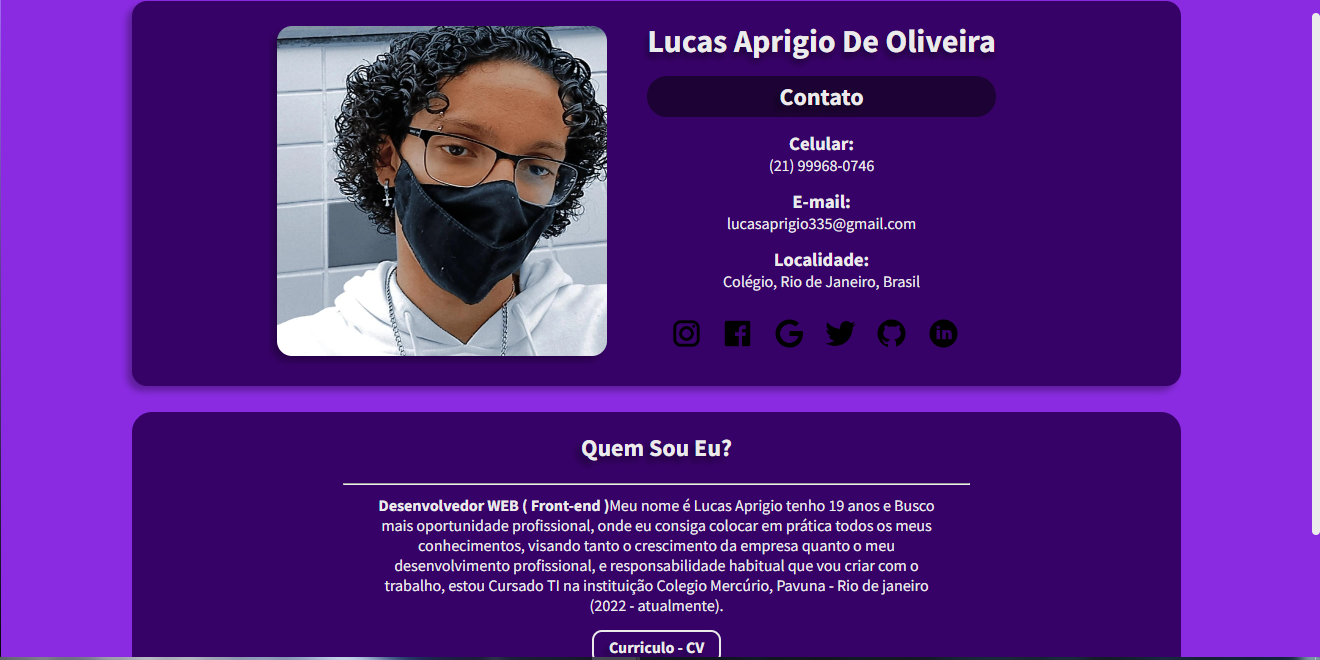 Lucas Aprigio De Oliveira
Contato
Celular:
(21) 99968-0746
E-mail:
lucasaprigio335@gmail.com
Localidade:
Colégio, Rio de Janeiro, Brasil
Quem Sou Eu?
Desenvolvedor WEB ( Front-end )Meu nome é Lucas Aprigio tenho 19 anos e Busco
mais oportunidade profissional, onde eu consiga colocar em prática todos os meus
conhecimentos, visando tanto o crescimento da empresa quanto o meu
desenvolvimento profissional, e responsabilidade habitual que vou criar com o
trabalho, estou Cursado TI na instituição Colegio Mercúrio, Pavuna - Rio de janeiro
(2022 - atualmente).
Curriculo - CV